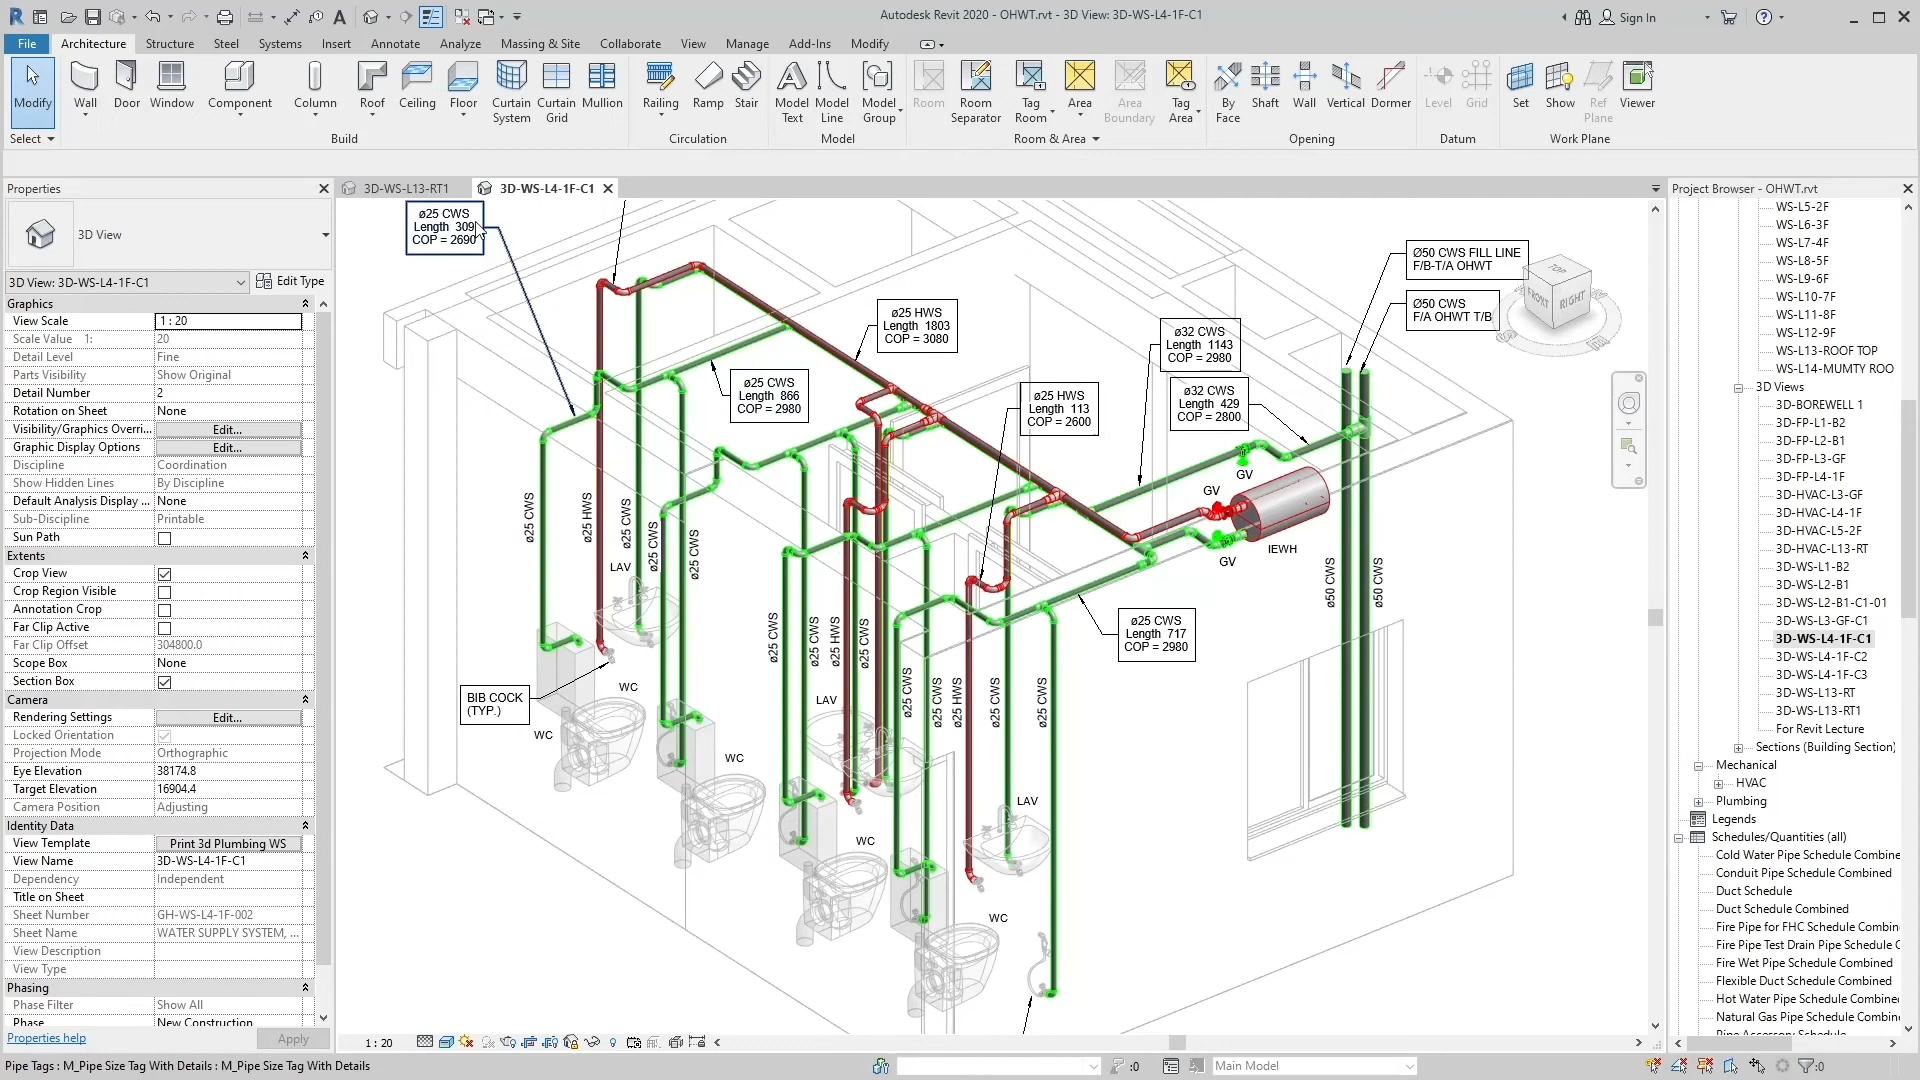 Autodesk Revit 2020 - OHWT.rvt - 3D View: 3D-WS-L4-1F-C1
Sign In
File
Architecture
Structure
Steel
Systems
Insert
Annotate
Analyze
Massing & Site
Collaborate
View
Manage
Add-Ins
Modify
Modify
Wall
Door
Window
Component
Column
Roof
Ceiling
Floor
Curtain System
Curtain Grid
Mullion
Railing
Ramp
Stair
Model Text
Model Line
Model Group
Room
Room Separator
Tag Room
Area
Area Boundary
Tag Area
By Face
Shaft
Wall
Vertical
Dormer
Level
Grid
Set
Show
Ref Plane
Viewer
Select
Build
Circulation
Model
Room & Area
Opening
Datum
Work Plane
Properties
3D View
3D View: 3D-WS-L4-1F-C1
Edit Type
Graphics
View Scale 1 : 20
Scale Value 1: 20
Detail Level Fine
Parts Visibility Show Original
Detail Number 2
Rotation on Sheet None
Visibility/Graphics Overri... Edit...
Graphic Display Options Edit...
Discipline Coordination
Show Hidden Lines By Discipline
Default Analysis Display ... None
Sub-Discipline Printable
Sun Path
Extents
Crop View
Crop Region Visible
Annotation Crop
Far Clip Active
Far Clip Offset 304800.0
Scope Box None
Section Box
Camera
Rendering Settings Edit...
Locked Orientation
Projection Mode Orthographic
Eye Elevation 38174.8
Target Elevation 16904.4
Camera Position Adjusting
Identity Data
View Template Print 3d Plumbing WS
View Name 3D-WS-L4-1F-C1
Dependency Independent
Title on Sheet
Sheet Number GH-WS-L4-1F-002
Sheet Name WATER SUPPLY SYSTEM, ...
View Description
View Type
Phasing
Phase Filter Show All
Phase New Construction
Properties help
Apply
3D-WS-L13-RT1
3D-WS-L4-1F-C1
ø25 CWS
Length 309
COP = 2690
ø25 HWS
Length 1803
COP = 3080
ø25 CWS
Length 866
COP = 2980
ø25 HWS
Length 113
COP = 2600
ø32 CWS
Length 1143
COP = 2980
ø32 CWS
Length 429
COP = 2800
Ø50 CWS FILL LINE
F/B-T/A OHWT
Ø50 CWS
F/A OHWT T/B
TOP
FRONT
RIGHT
GV
GV
GV
IEWH
ø25 CWS
Length 717
COP = 2980
ø25 CWS
ø25 HWS
ø25 CWS
ø25 CWS
ø25 CWS
ø25 CWS
ø25 CWS
ø25 HWS
ø25 CWS
ø25 CWS
ø25 CWS
ø25 HWS
ø25 CWS
ø25 CWS
ø50 CWS
ø50 CWS
LAV
LAV
LAV
BIB COCK
(TYP.)
WC
WC
WC
WC
WC
1 : 20
Project Browser - OHWT.rvt
WS-L5-2F
WS-L6-3F
WS-L7-4F
WS-L8-5F
WS-L9-6F
WS-L10-7F
WS-L11-8F
WS-L12-9F
WS-L13-ROOF TOP
WS-L14-MUMTY ROO
3D Views
3D-BOREWELL 1
3D-FP-L1-B2
3D-FP-L2-B1
3D-FP-L3-GF
3D-FP-L4-1F
3D-HVAC-L3-GF
3D-HVAC-L4-1F
3D-HVAC-L5-2F
3D-HVAC-L13-RT
3D-WS-L1-B2
3D-WS-L2-B1
3D-WS-L2-B1-C1-01
3D-WS-L3-GF-C1
3D-WS-L4-1F-C1
3D-WS-L4-1F-C2
3D-WS-L4-1F-C3
3D-WS-L13-RT
3D-WS-L13-RT1
For Revit Lecture
Sections (Building Section)
Mechanical
HVAC
Plumbing
Legends
Schedules/Quantities (all)
Cold Water Pipe Schedule Combine
Conduit Pipe Schedule Combined
Duct Schedule
Duct Schedule Combined
Fire Pipe for FHC Schedule Combine
Fire Pipe Test Drain Pipe Schedule C
Fire Wet Pipe Schedule Combined
Flexible Duct Schedule Combined
Hot Water Pipe Schedule Combine
Natural Gas Pipe Schedule Combine
Pipe Tags : M_Pipe Size Tag With Details : M_Pipe Size Tag With Details
:0
Main Model
:0